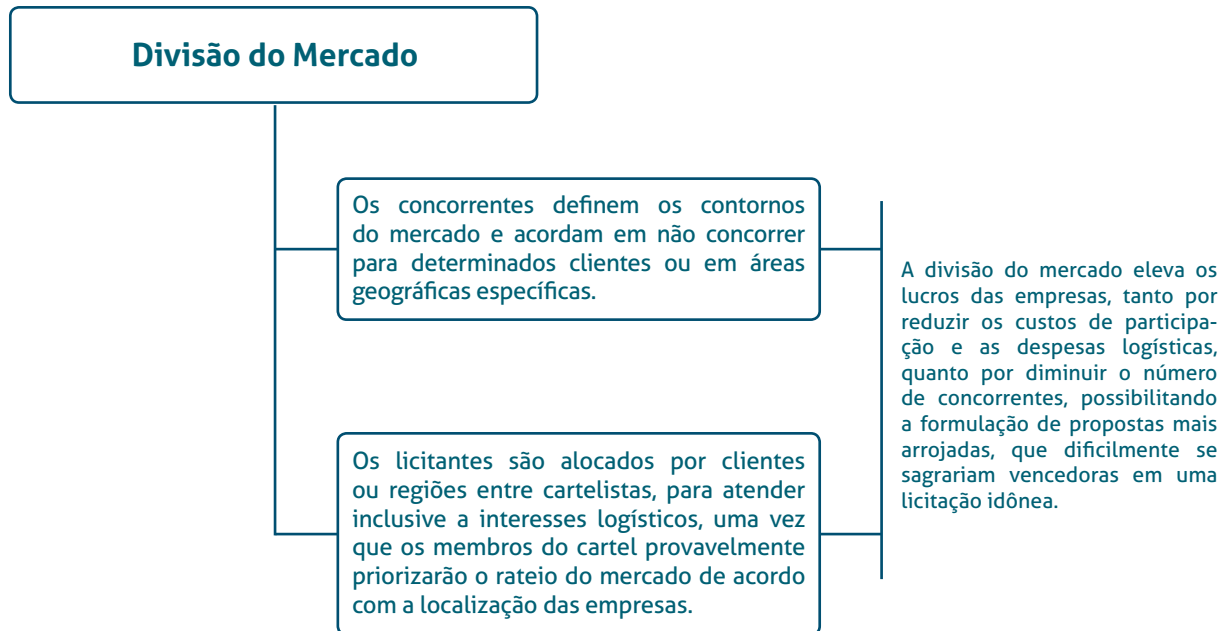 Divisão do Mercado
Os concorrentes definem os contornos
do mercado e acordam em não concorrer
para determinados clientes ou em áreas
geográficas específicas.
A divisão do mercado eleva os
lucros das empresas, tanto por
reduzir os custos de participa-
ção e as despesas logísticas,
quanto por diminuir o número
de concorrentes, possibilitando
a formulação de propostas mais
arrojadas, que dificilmente se
sagrariam vencedoras em uma
licitação idônea.
Os licitantes são alocados por clientes
ou regiões entre cartelistas, para atender
inclusive a interesses logísticos, uma vez
que os membros do cartel provavelmente
priorizarão o rateio do mercado de acordo
com a localização das empresas.